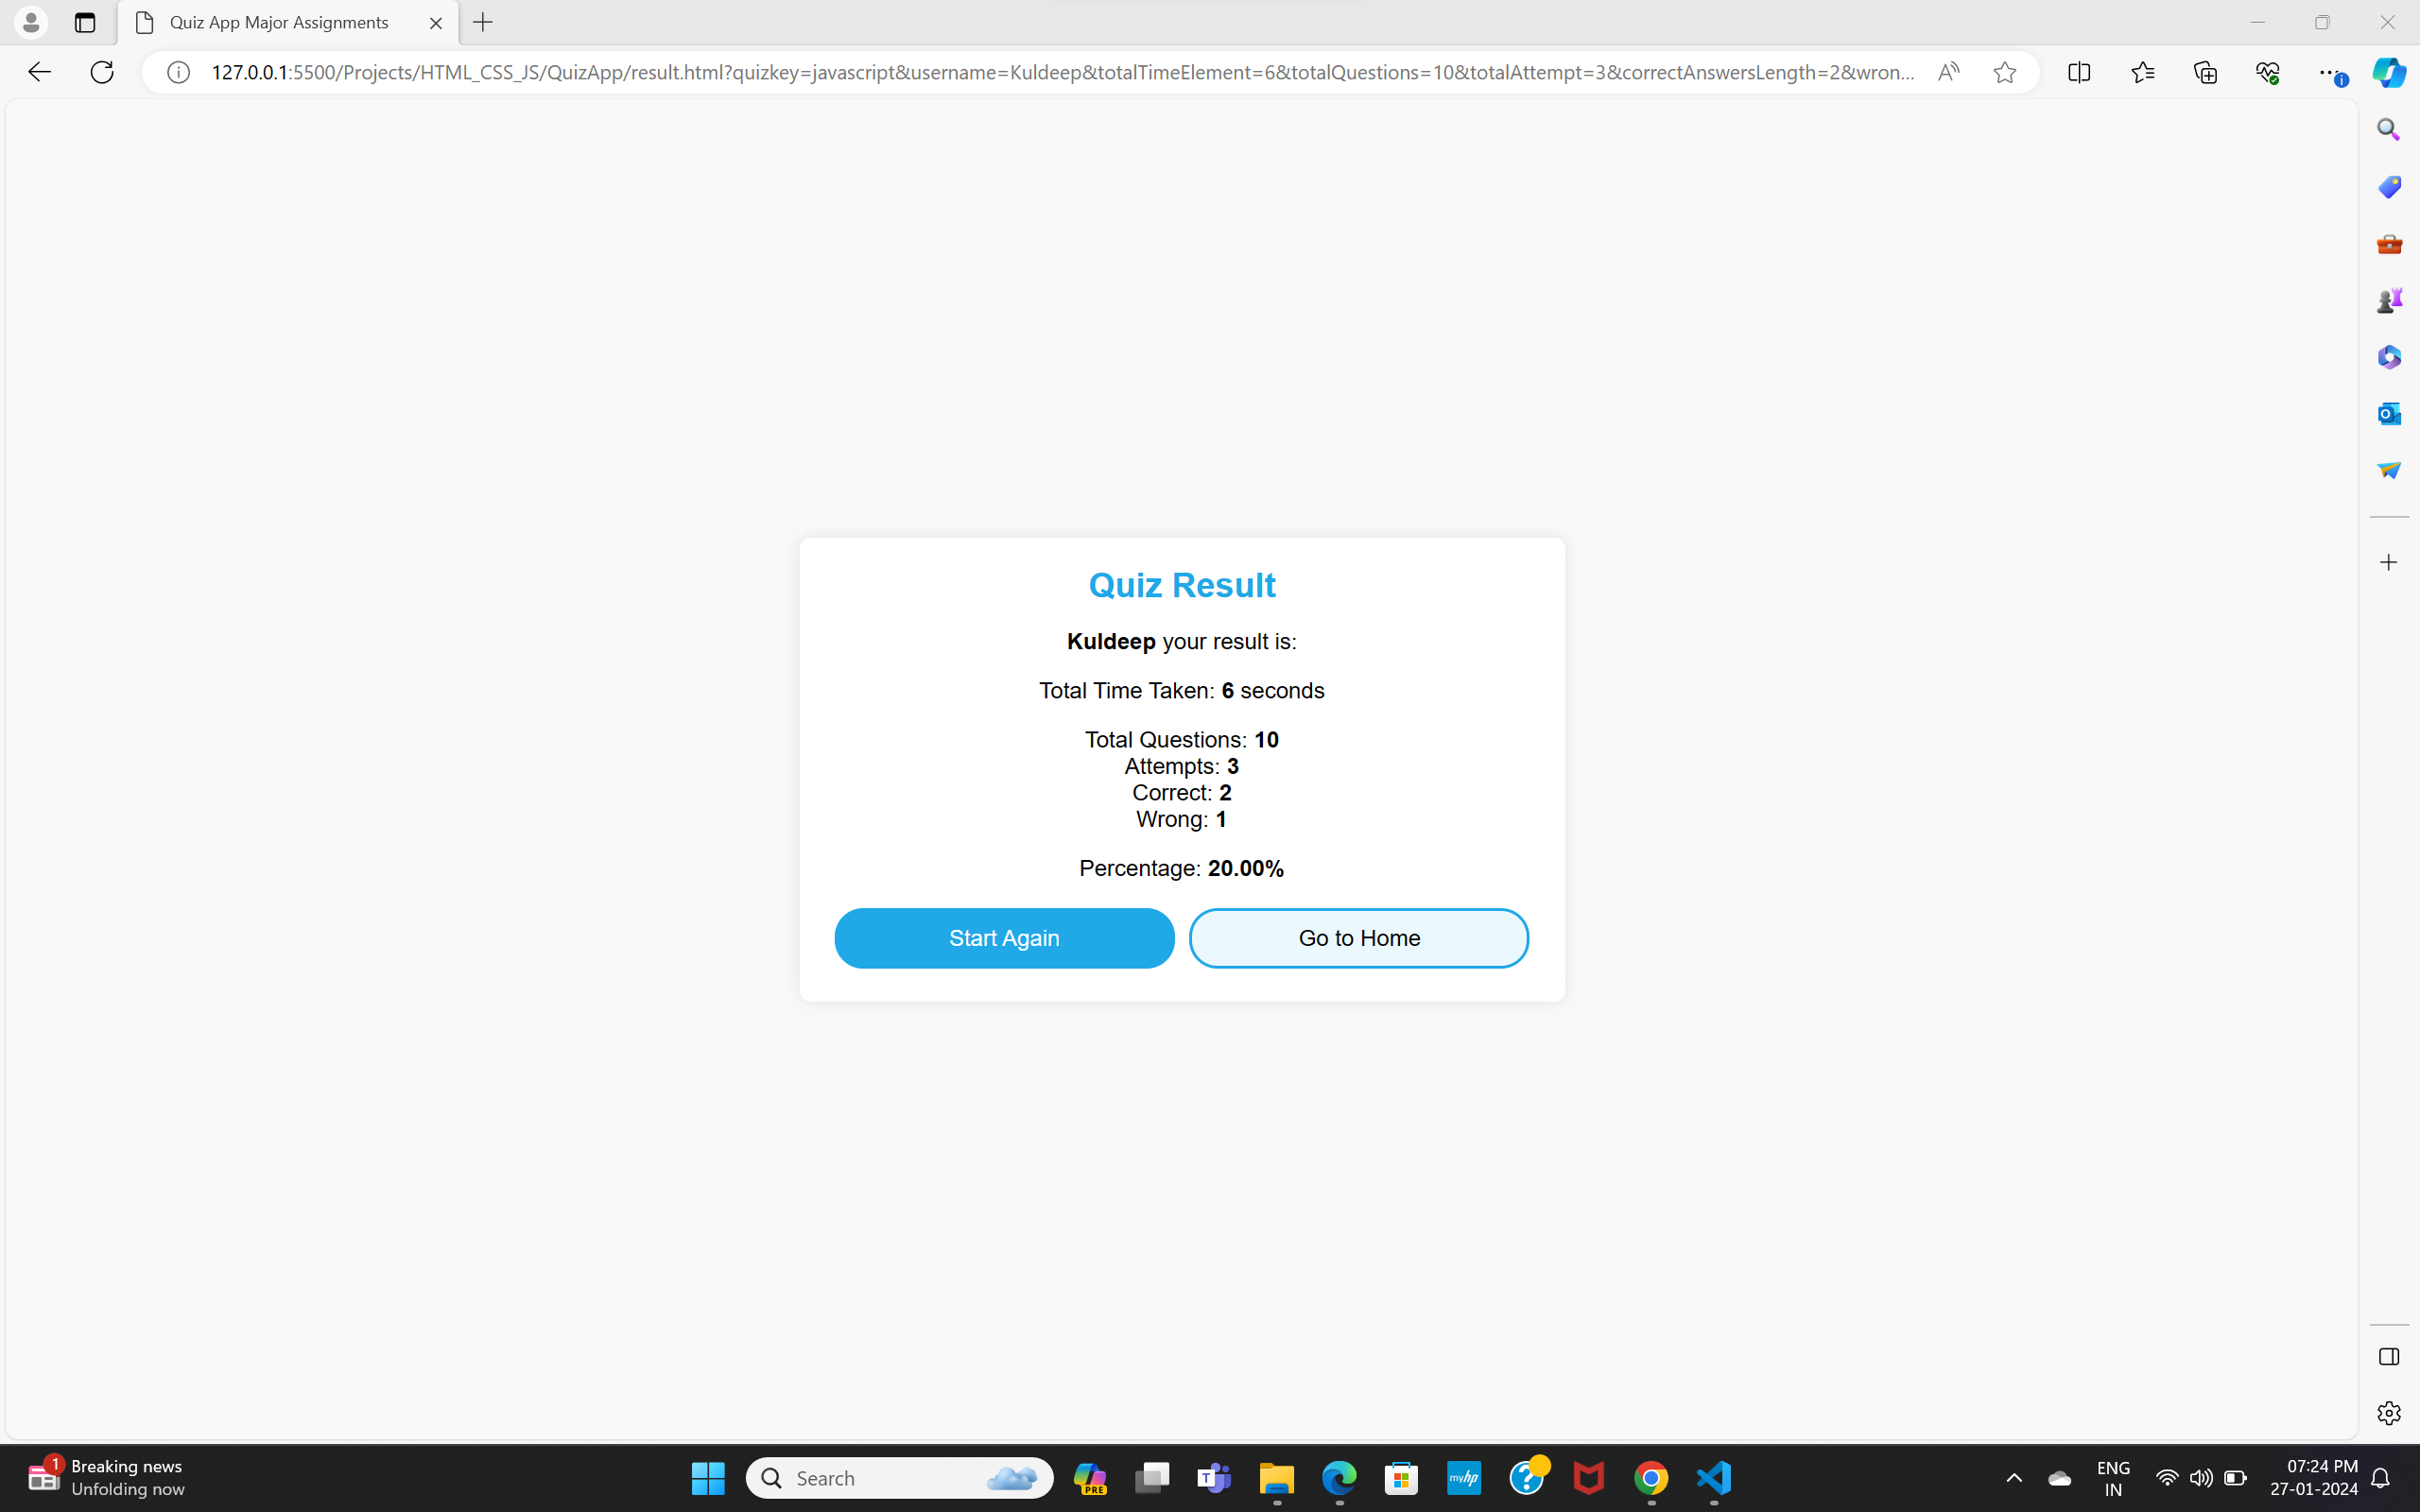 Quiz App Major Assignments
127.0.0.1:5500/Projects/HTML_CSS_JS/QuizApp/result.html?quizkey=javascript&username=Kuldeep&totalTimeElement=6&totalQuestions=10&totalAttempt=3&correctAnswersLength=2&wron...
Quiz Result
Kuldeep your result is:
Total Time Taken: 6 seconds
Total Questions: 10
Attempts: 3
Correct: 2
Wrong: 1
Percentage: 20.00%
Start Again
Go to Home
1
Breaking news
Unfolding now
Search
PRE
T
myhp
ENG
IN
07:24 PM
27-01-2024